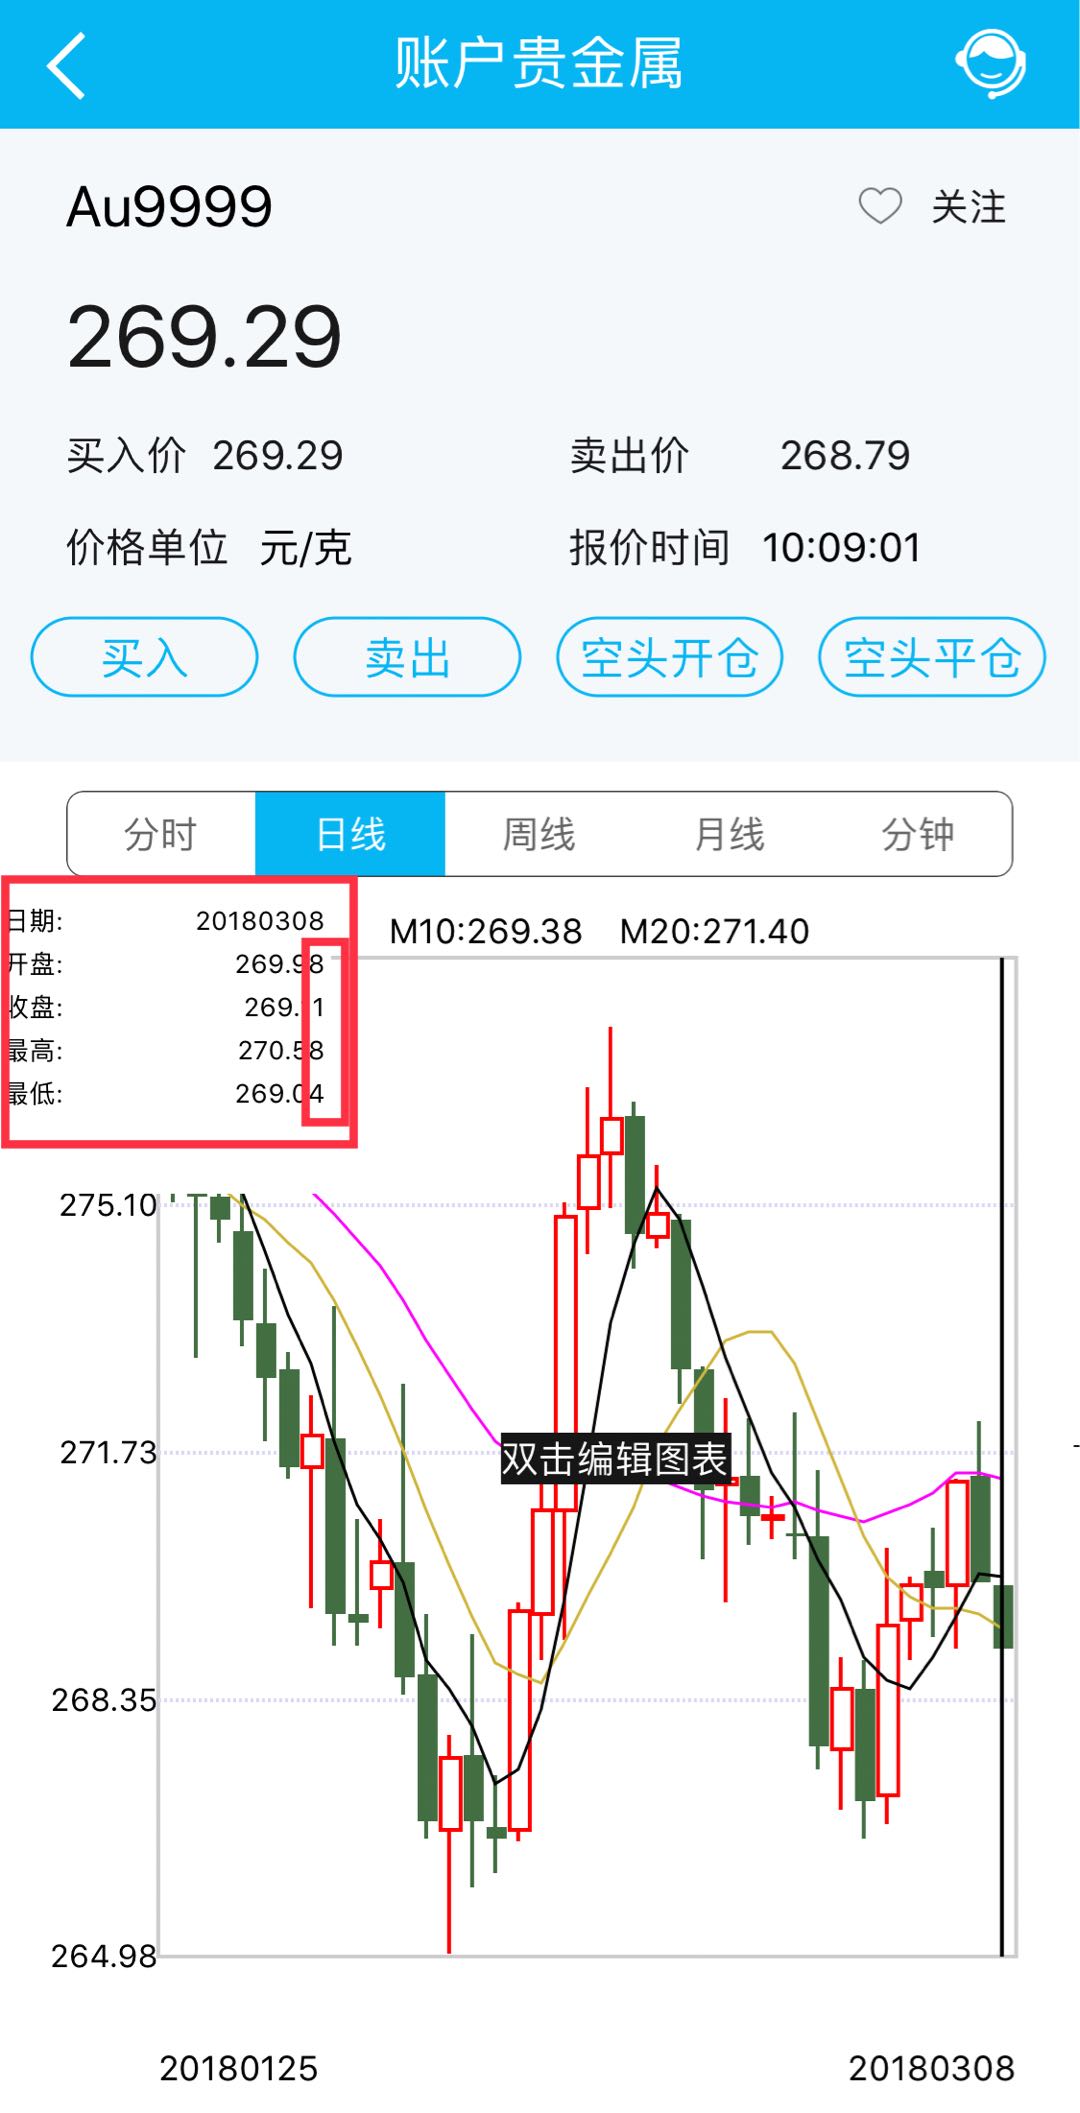 账户贵金属
Au9999 关注
269.29
买入价 269.29 卖出价 268.79
价格单位 元/克 报价时间 10:09:01
买入 卖出 空头开仓 空头平仓
分时 日线 周线 月线 分钟
日期: 20180308
M10:269.38 M20:271.40
开盘: 269.98
收盘: 269.11
最高: 270.58
最低: 269.04
275.10
271.73
双击编辑图表
268.35
264.98
20180125 20180308